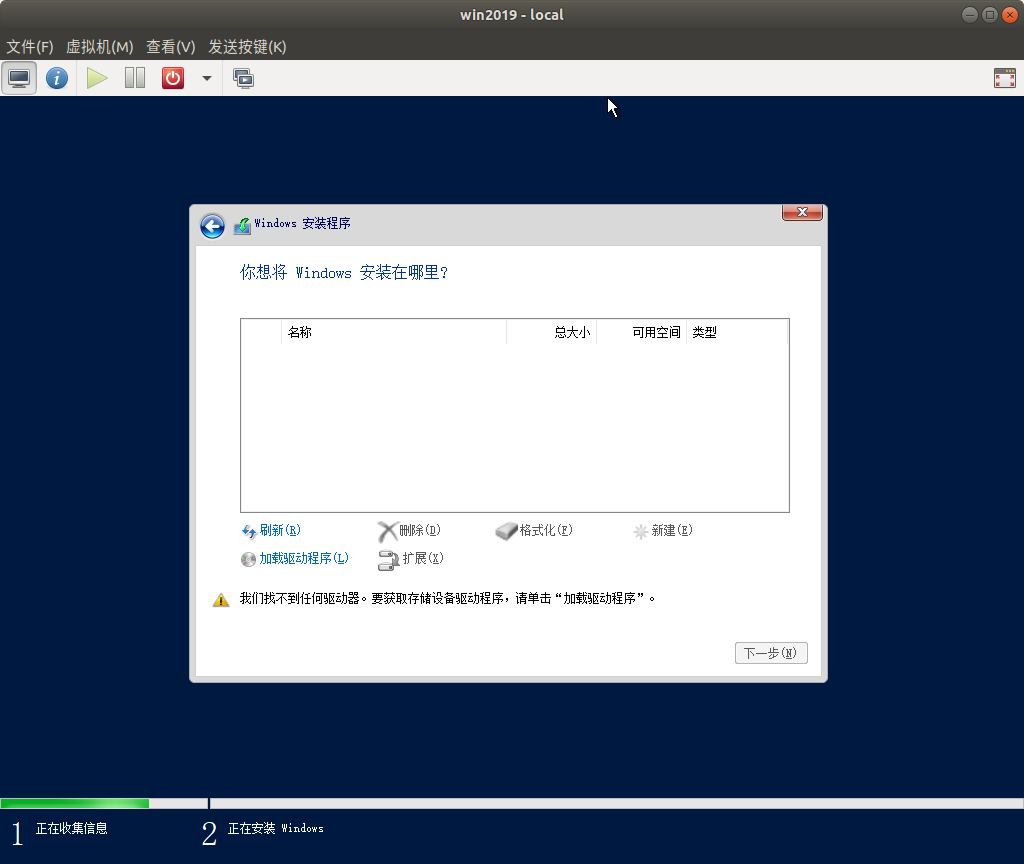 win2019 - local
文件(F) 虚拟机(M) 查看(V) 发送按键(K)
Windows 安装程序
你想将 Windows 安装在哪里?
名称 总大小 可用空间 类型
刷新(R) 删除(D) 格式化(F) 新建(E)
加载驱动程序(L) 扩展(X)
我们找不到任何驱动器。要获取存储设备驱动程序，请单击“加载驱动程序”。
下一步(N)
1 正在收集信息 2 正在安装 Windows